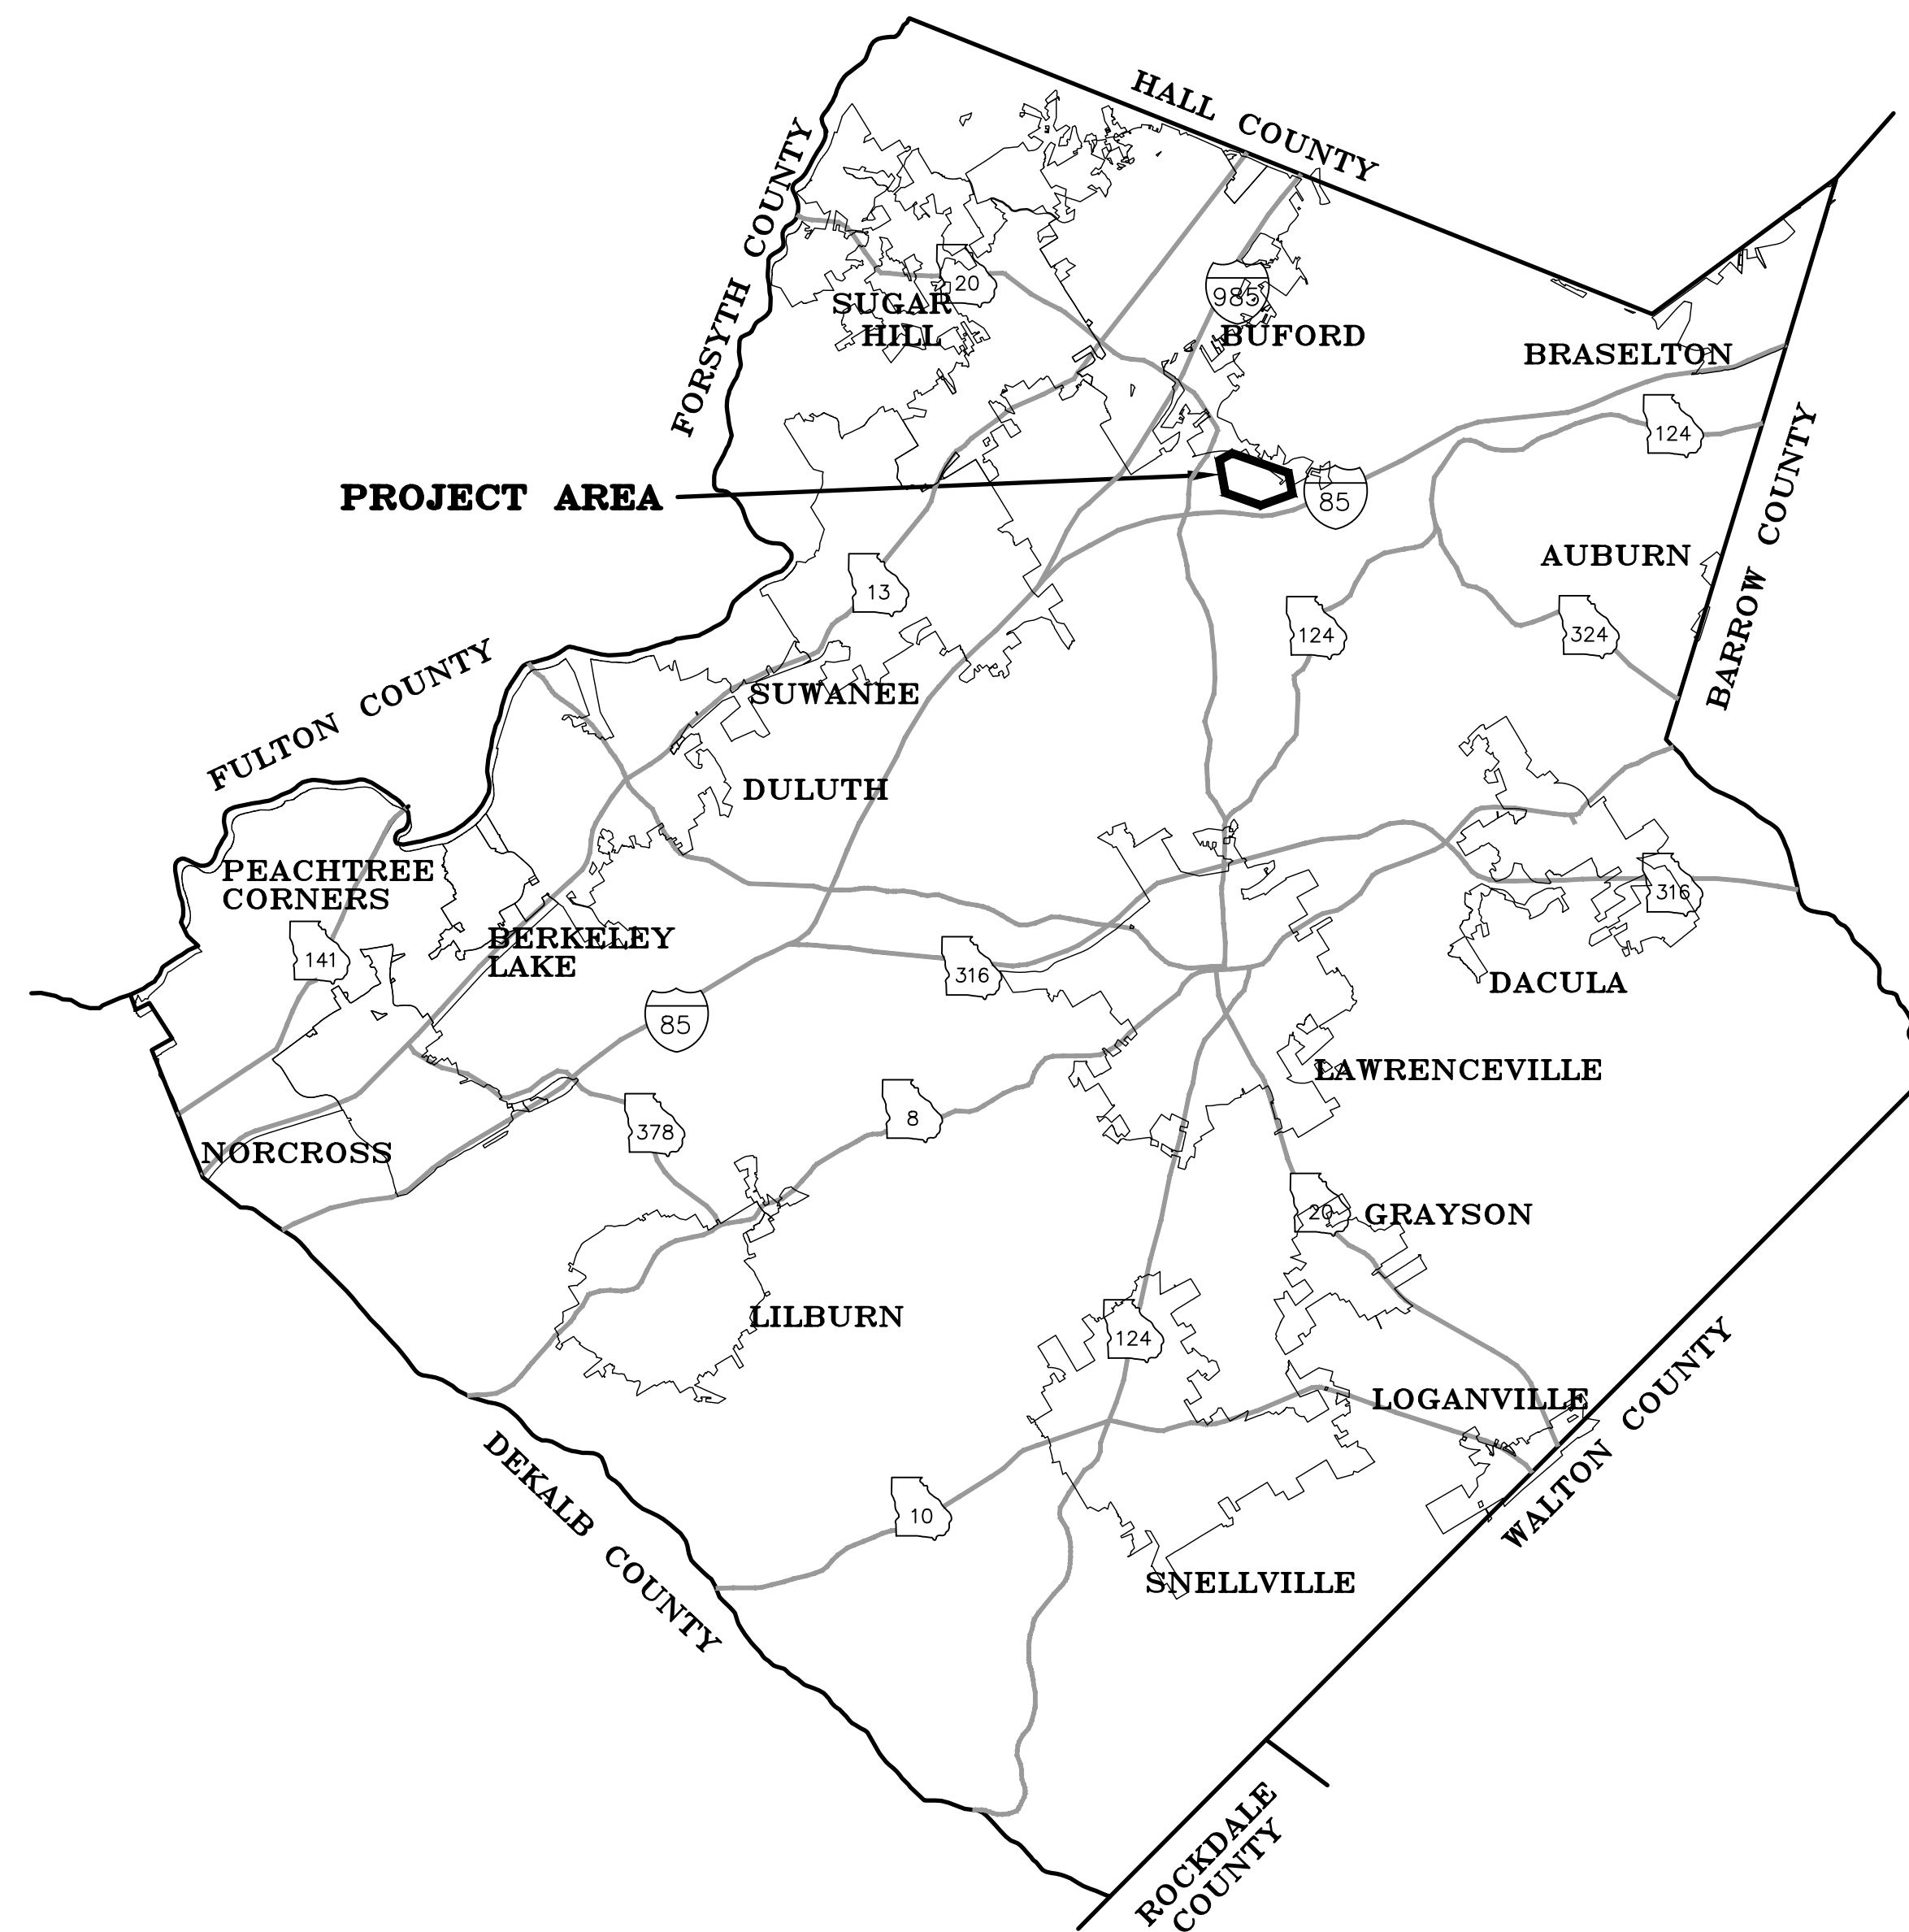 HALL COUNTY
FORSYTH COUNTY
20
985
SUGAR
HILL
BUFORD
BRASELTON
124
PROJECT AREA
85
BARROW COUNTY
AUBURN
13
124
324
FULTON COUNTY
SUWANEE
DULUTH
PEACHTREE
CORNERS
316
BERKELEY
LAKE
141
316
DACULA
85
LAWRENCEVILLE
8
378
NORCROSS
20
GRAYSON
LILBURN
124
LOGANVILLE
WALTON COUNTY
DEKALB COUNTY
10
SNELLVILLE
ROCKDALE
COUNTY